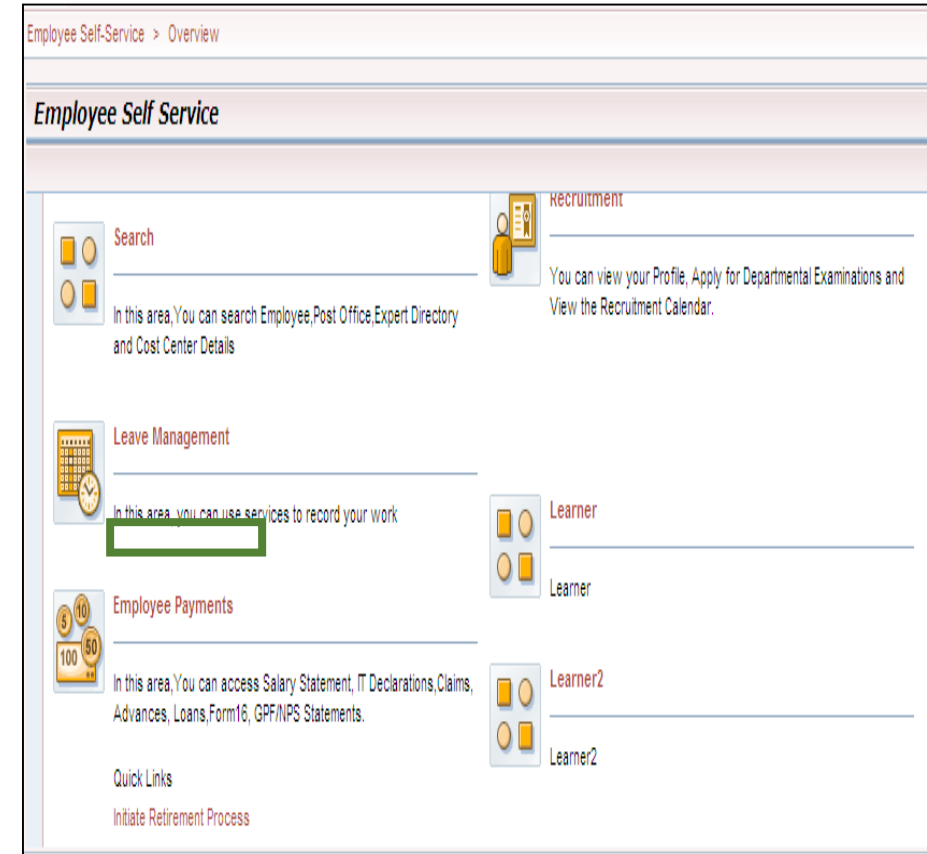 Employee Self-Service > Overview
Employee Self Service
Search
In this area,You can search Employee,Post Office,Expert Directory
and Cost Center Details
Leave Management
In this area, you can use services to record your work
5 10
100 50
Employee Payments
In this area,You can access Salary Statement, IT Declarations,Claims,
Advances, Loans,Form16, GPF/NPS Statements.
Quick Links
Initiate Retirement Process
Recruitment
You can view your Profile, Apply for Departmental Examinations and
View the Recruitment Calendar.
Learner
Learner
Learner2
Learner2